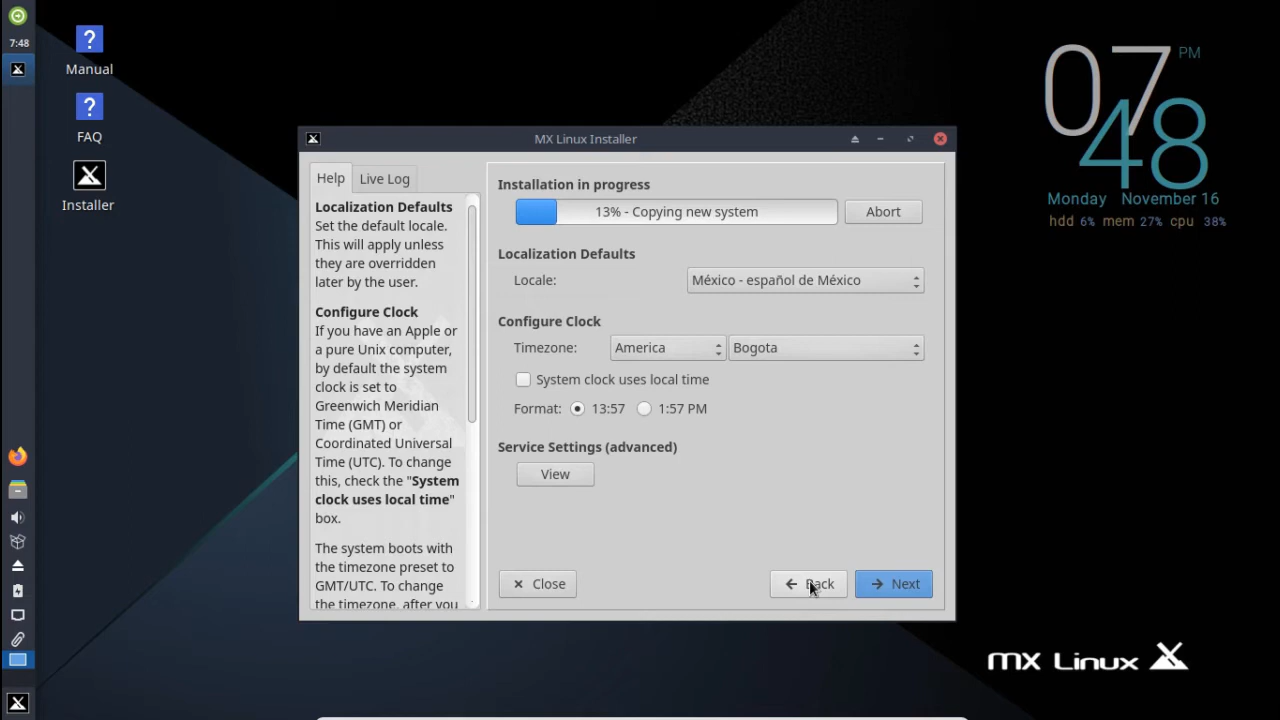 7:48
Manual
FAQ
Installer
07 PM
48
Monday November 16
hdd 6% mem 27% cpu 38%
MX Linux Installer
Help
Live Log
Localization Defaults
Set the default locale.
This will apply unless
they are overridden
later by the user.
Configure Clock
If you have an Apple or
a pure Unix computer,
by default the system
clock is set to
Greenwich Meridian
Time (GMT) or
Coordinated Universal
Time (UTC). To change
this, check the "System
clock uses local time"
box.
The system boots with
the timezone preset to
GMT/UTC. To change
the timezone, after you
Installation in progress
13% - Copying new system
Abort
Localization Defaults
Locale:
México - español de México
Configure Clock
Timezone:
America
Bogota
System clock uses local time
Format: 13:57 1:57 PM
Service Settings (advanced)
View
Close
Back
Next
MX Linux